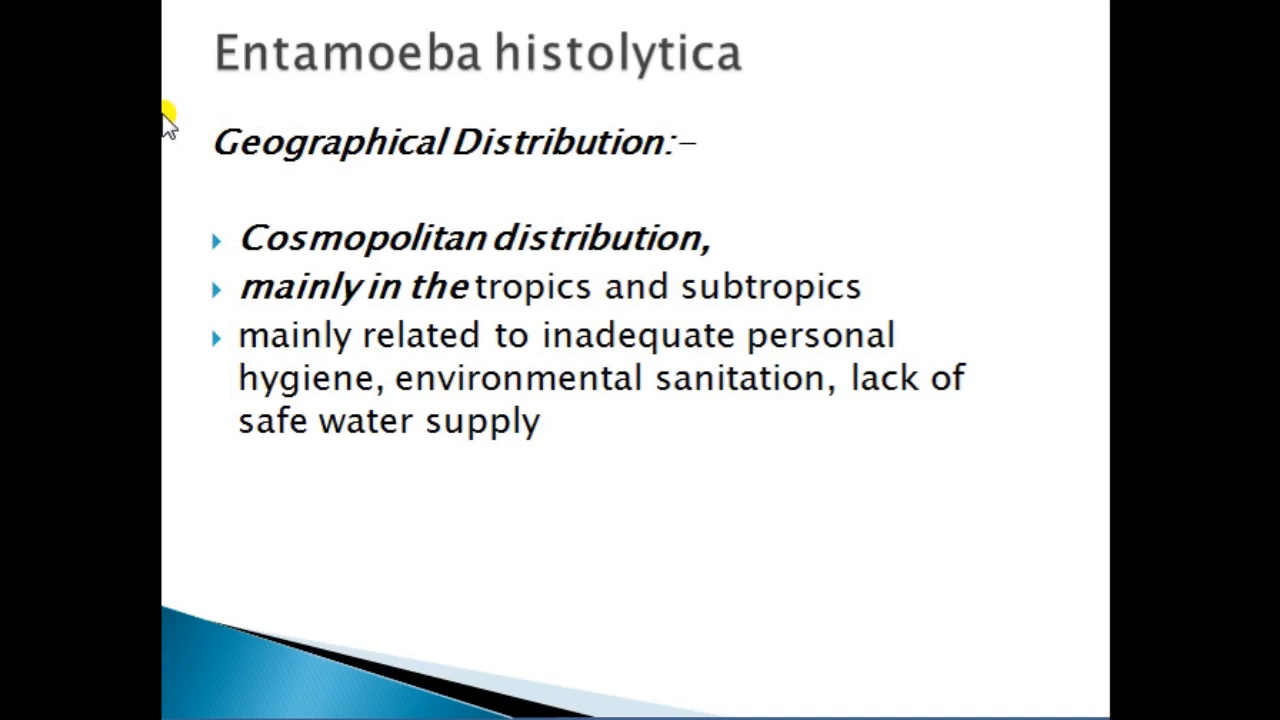 Entamoeba histolytica
Geographical Distribution:-
Cosmopolitan distribution,
mainly in the tropics and subtropics
mainly related to inadequate personal
hygiene, environmental sanitation, lack of
safe water supply